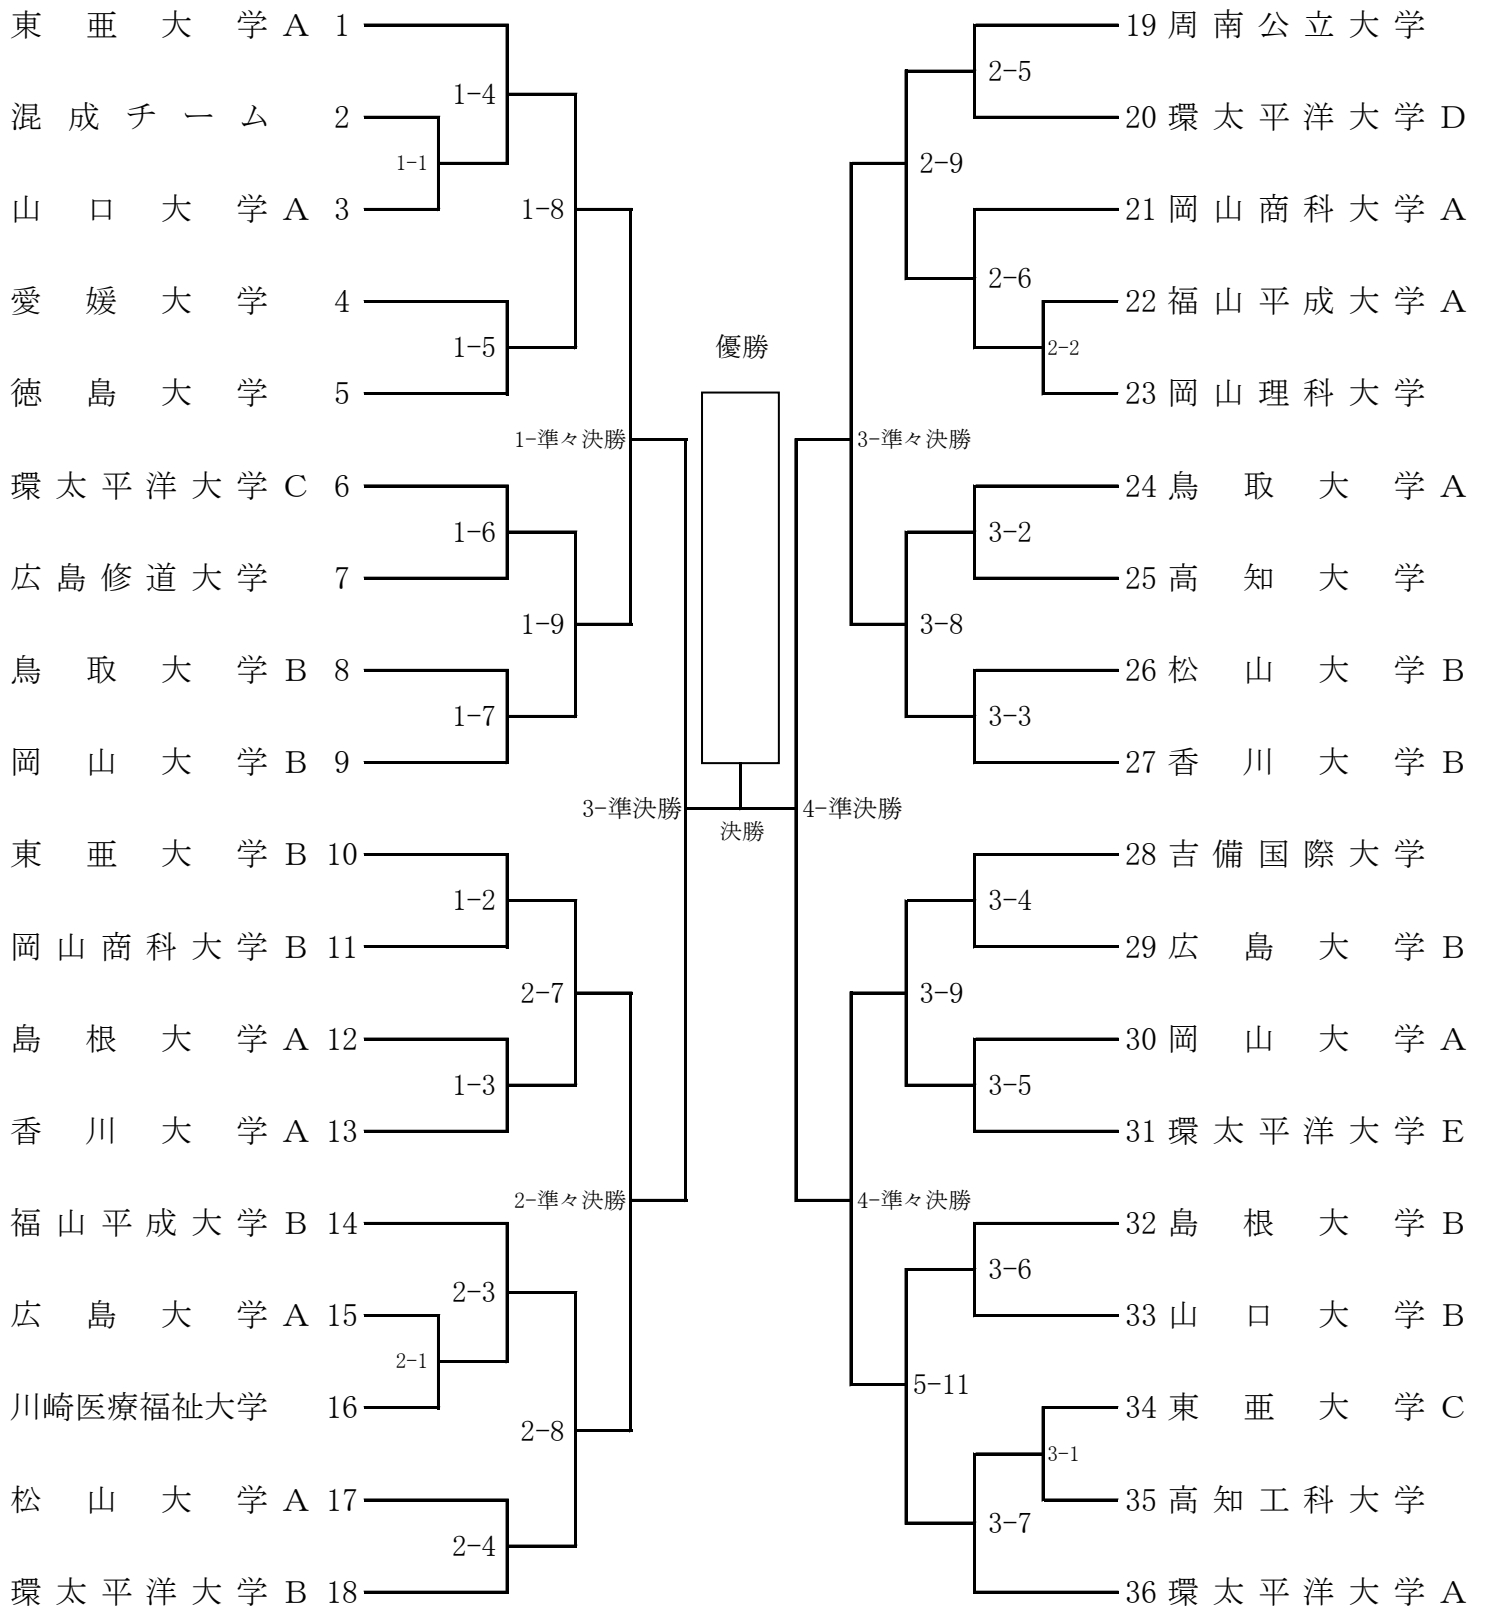 東亜大学A 1
1-4
混成チーム 2
1-1
山口大学A 3
1-8
愛媛大学 4
1-5
徳島大学 5
1-準々決勝
環太平洋大学C 6
1-6
広島修道大学 7
1-9
鳥取大学B 8
1-7
岡山大学B 9
3-準決勝
東亜大学B 10
1-2
岡山商科大学B 11
2-7
島根大学A 12
1-3
香川大学A 13
2-準々決勝
福山平成大学B 14
2-3
広島大学A 15
2-1
川崎医療福祉大学 16
2-8
松山大学A 17
2-4
環太平洋大学B 18
優勝
決勝
19 周南公立大学
2-5
20 環太平洋大学D
2-9
21 岡山商科大学A
2-6
22 福山平成大学A
2-2
23 岡山理科大学
3-準々決勝
24 鳥取大学A
3-2
25 高知大学
3-8
26 松山大学B
3-3
27 香川大学B
4-準決勝
28 吉備国際大学
3-4
29 広島大学B
3-9
30 岡山大学A
3-5
31 環太平洋大学E
4-準々決勝
32 島根大学B
3-6
33 山口大学B
5-11
34 東亜大学C
3-1
35 高知工科大学
3-7
36 環太平洋大学A